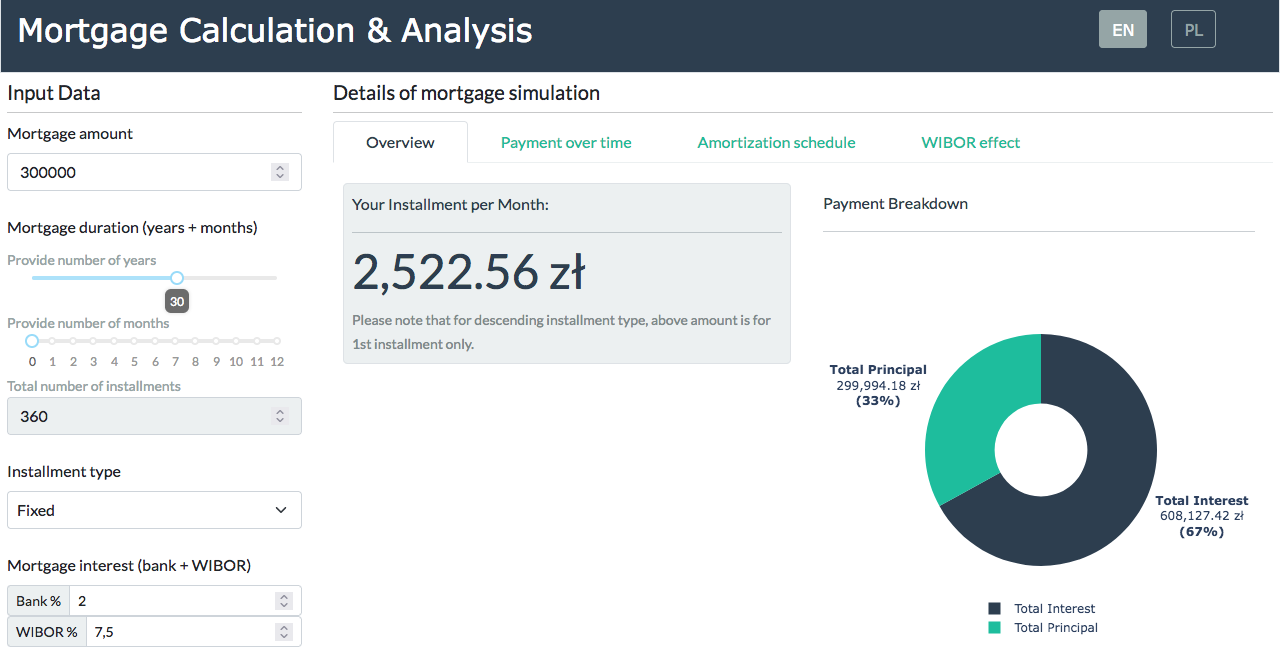 Mortgage Calculation & Analysis
EN
PL
Input Data
Mortgage amount
300000
Mortgage duration (years + months)
Provide number of years
30
Provide number of months
0 1 2 3 4 5 6 7 8 9 10 11 12
Total number of installments
360
Installment type
Fixed
Mortgage interest (bank + WIBOR)
Bank % 2
WIBOR % 7,5
Details of mortgage simulation
Overview
Payment over time
Amortization schedule
WIBOR effect
Your Installment per Month:
2,522.56 zł
Please note that for descending installment type, above amount is for
1st installment only.
Payment Breakdown
Total Principal
299,994.18 zł
(33%)
Total Interest
608,127.42 zł
(67%)
Total Interest
Total Principal